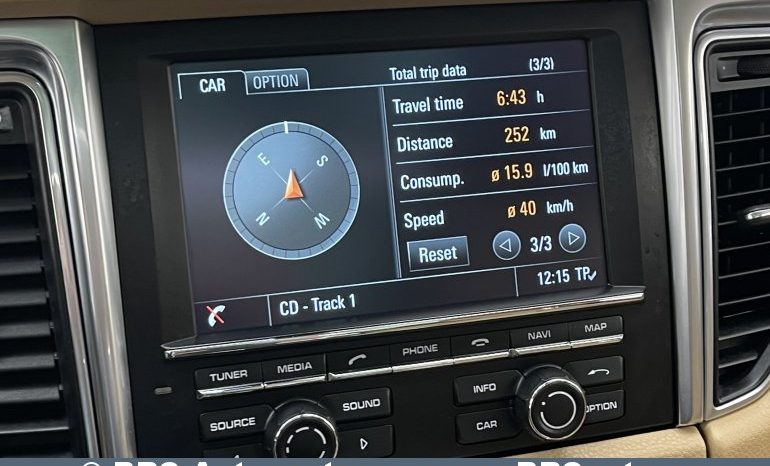 CAR OPTION Total trip data (3/3)
Travel time 6:43 h
Distance 252 km
Consump. ø 15.9 l/100 km
Speed ø 40 km/h
Reset 3/3
E S
N W
12:15 TP
CD - Track 1
TUNER MEDIA PHONE NAVI MAP
SOURCE SOUND INFO
CAR OPTION